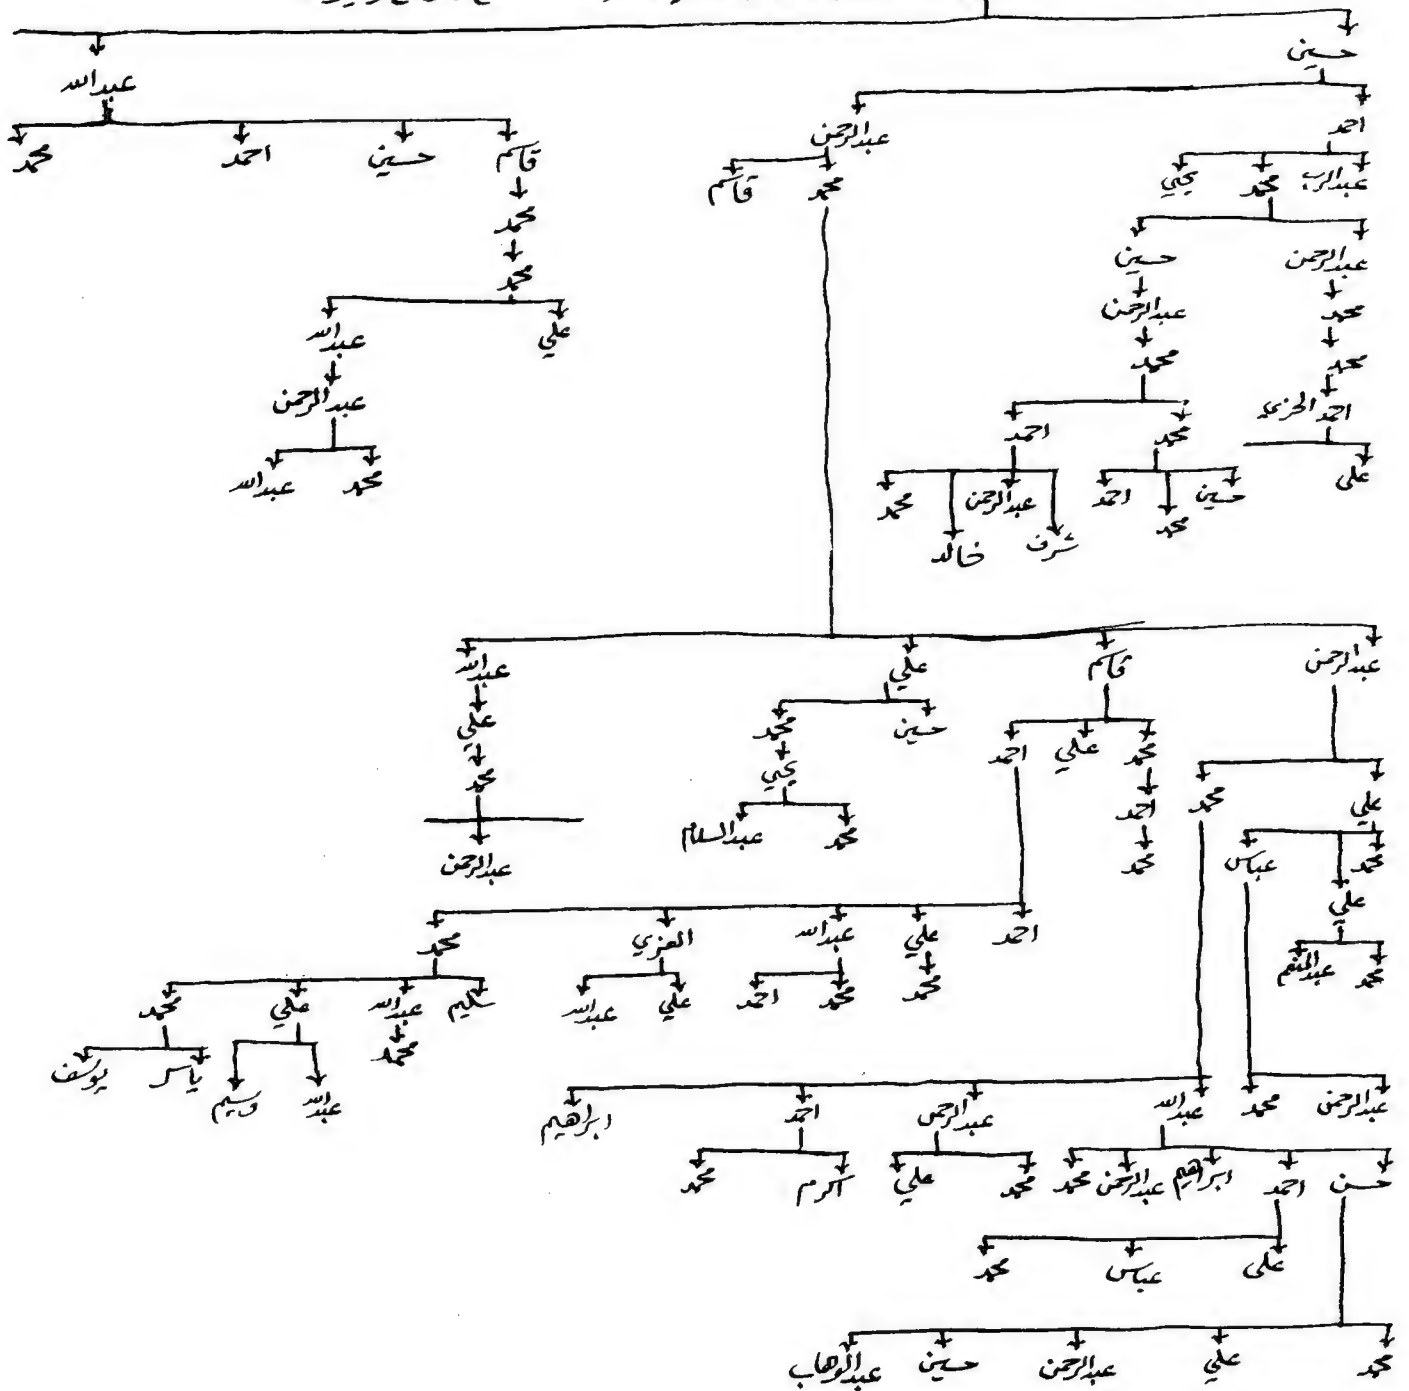 حسين
عبدالله
احمد
عبدالرحمن
قاسم
حسين
احمد
محمد
عبدالرب
محمد
يحيي
محمد
قاسم
محمد
عبدالرحمن
حسين
محمد
محمد
عبدالرحمن
علي
عبدالله
محمد
محمد
عبدالرحمن
احمد الحزي
محمد
احمد
محمد
عبدالله
علي
حسين
محمد
احمد
شرف
عبدالرحمن
خالد
محمد
عبدالرحمن
قاسم
علي
عبدالله
علي
محمد
محمد
علي
احمد
حسين
محمد
علي
محمد
عباس
علي
احمد
محمد
يحيي
محمد
عبدالسلام
محمد
عبدالرحمن
محمد
عبدالمنعم
احمد
علي
عبدالله
العزي
محمد
محمد
محمد
احمد
علي
عبدالله
سليم
عبدالله
علي
محمد
محمد
عبدالله
وسيم
ياسر
يوسف
عبدالرحمن
محمد
عبدالله
عبدالرحمن
احمد
ابراهيم
حسن
احمد
ابراهيم
عبدالرحمن
محمد
محمد
علي
اكرم
محمد
علي
عباس
محمد
محمد
علي
عبدالرحمن
حسين
عبدالوهاب